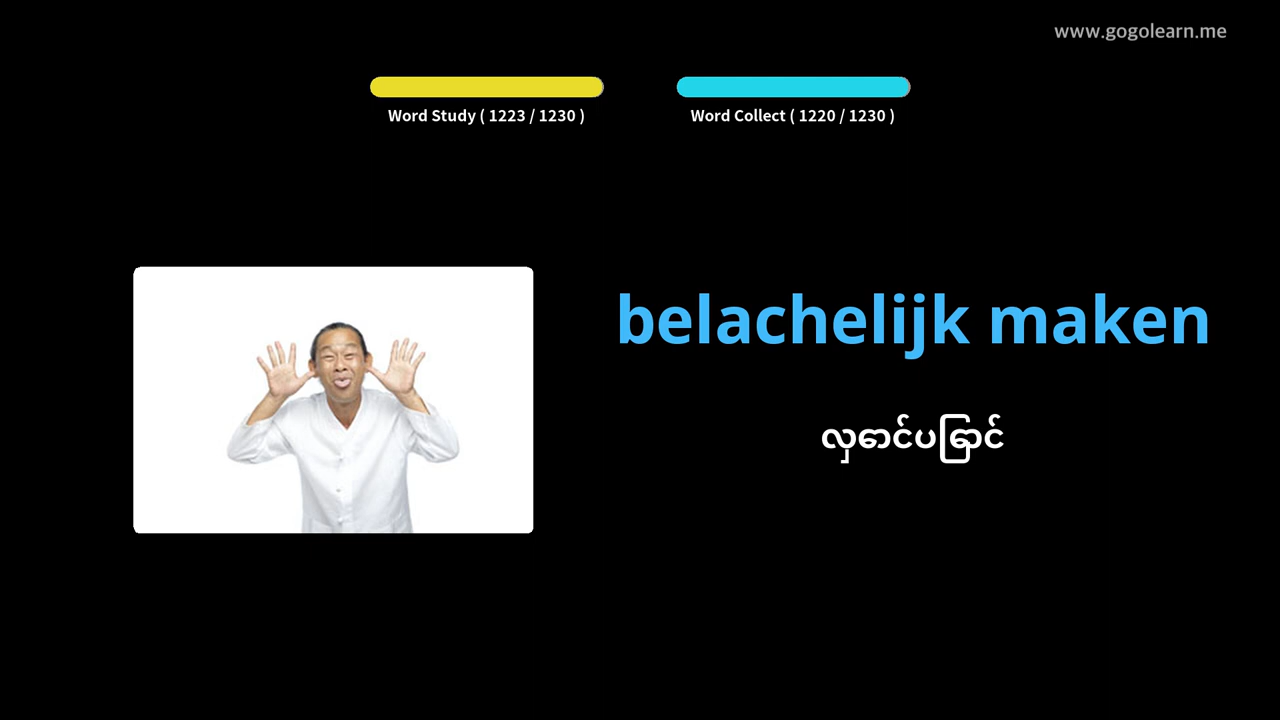 www.gogolearn.me
Word Study ( 1223 / 1230 )
Word Collect ( 1220 / 1230 )
belachelijk maken
လှောင်ပြောင်